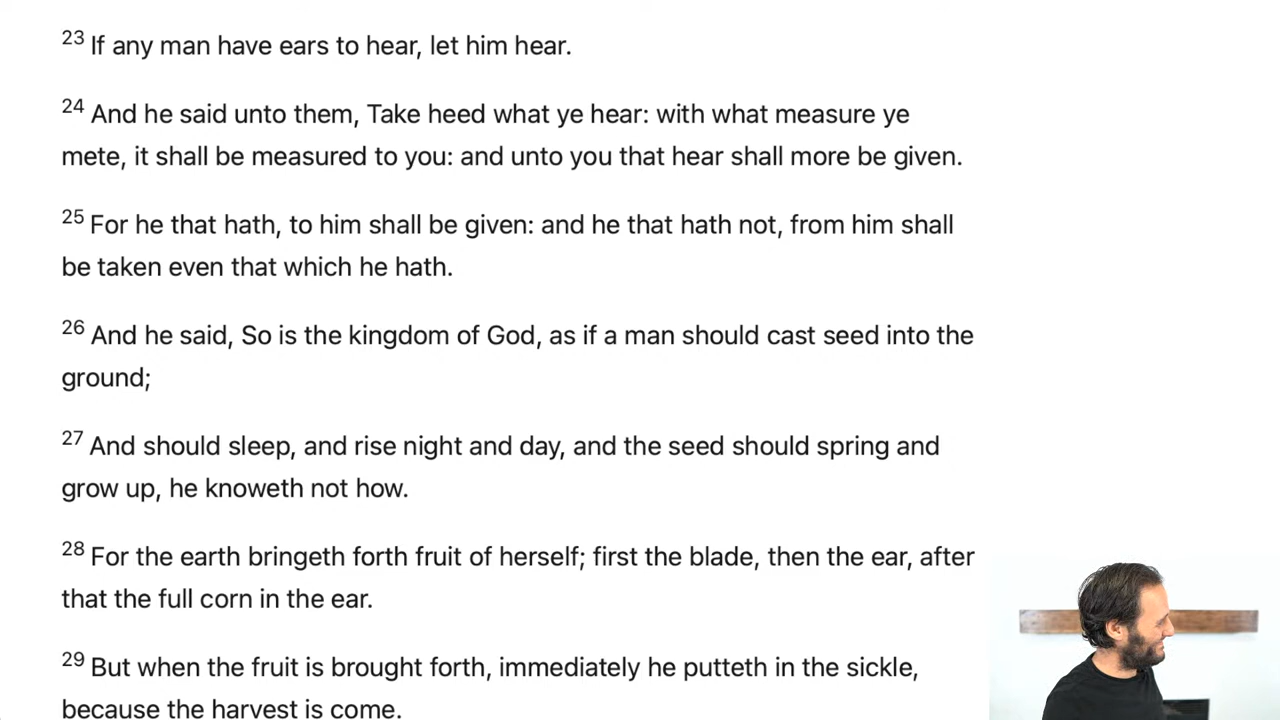 23 If any man have ears to hear, let him hear.
24 And he said unto them, Take heed what ye hear: with what measure ye
mete, it shall be measured to you: and unto you that hear shall more be given.
25 For he that hath, to him shall be given: and he that hath not, from him shall
be taken even that which he hath.
26 And he said, So is the kingdom of God, as if a man should cast seed into the
ground;
27 And should sleep, and rise night and day, and the seed should spring and
grow up, he knoweth not how.
28 For the earth bringeth forth fruit of herself; first the blade, then the ear, after
that the full corn in the ear.
29 But when the fruit is brought forth, immediately he putteth in the sickle,
because the harvest is come.